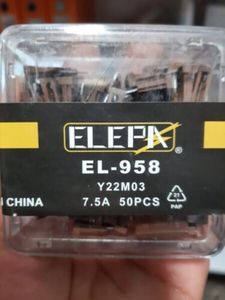 ELEPA®
EL-958
Y22M03
CHINA 7.5A 50PCS
21
PAP